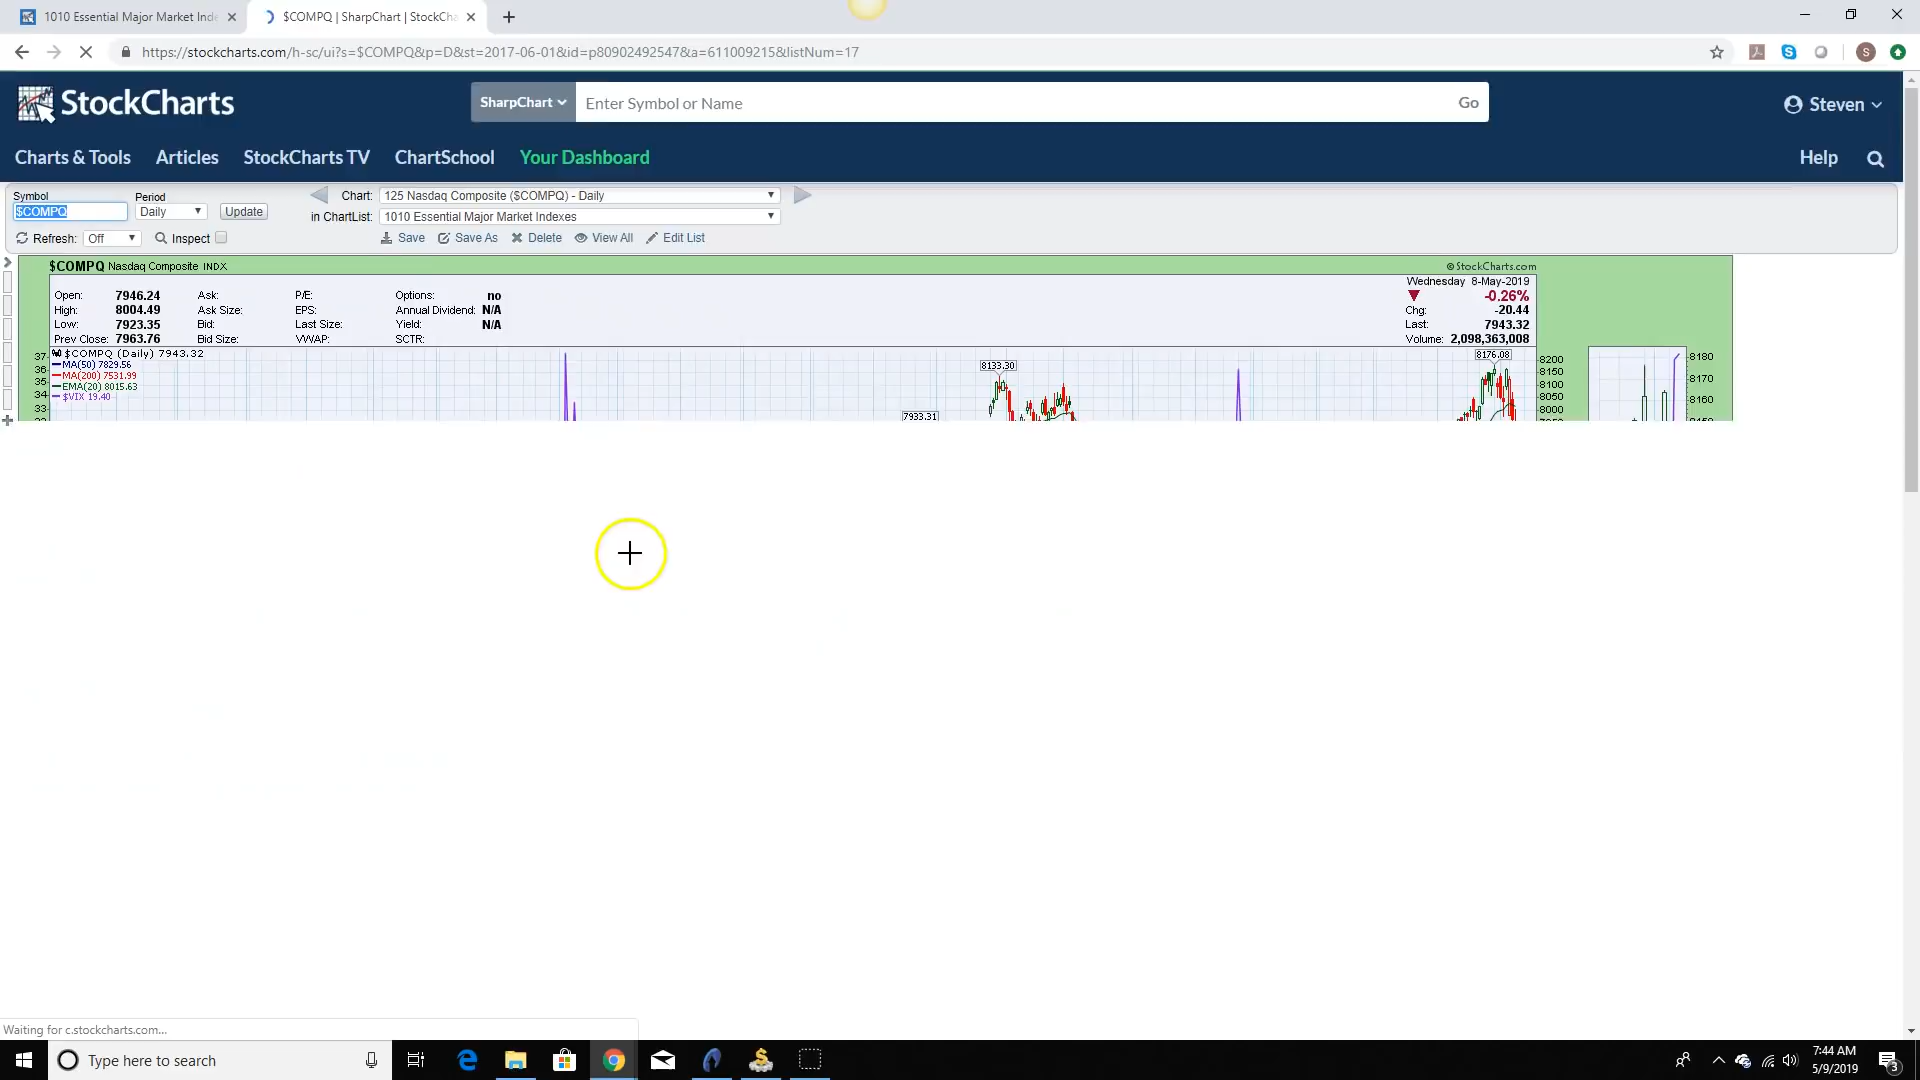 1010 Essential Major Market Inde
$COMPQ | SharpChart | StockCha
https://stockcharts.com/h-sc/ui?s=$COMPQ&p=D&st=2017-06-01&id=p80902492547&a=611009215&listNum=17
StockCharts
SharpChart
Enter Symbol or Name
Go
Steven
Charts & Tools
Articles
StockCharts TV
ChartSchool
Your Dashboard
Help
Symbol
Period
Chart:
125 Nasdaq Composite ($COMPQ) - Daily
$COMPQ
Daily
Update
in ChartList:
1010 Essential Major Market Indexes
Refresh:
Off
Inspect
Save
Save As
Delete
View All
Edit List
$COMPQ Nasdaq Composite INDX
© StockCharts.com
Wednesday 8-May-2019
Open: 7946.24 Ask: P/E: Options: no
-0.26%
High: 8004.49 Ask Size: EPS: Annual Dividend: N/A
Chg: -20.44
Low: 7923.35 Bid: Last Size: Yield: N/A
Last: 7943.32
Prev Close: 7963.76 Bid Size: VWAP: SCTR:
Volume: 2,098,363,008
$COMPQ (Daily) 7943.32
MA(50) 7829.56
MA(200) 7531.99
EMA(20) 8015.63
$VIX 19.40
37
36
35
34
33
8133.30
7933.31
8176.08
8200
8150
8100
8050
8000
8180
8170
8160
Waiting for c.stockcharts.com...
Type here to search
7:44 AM
5/9/2019
3